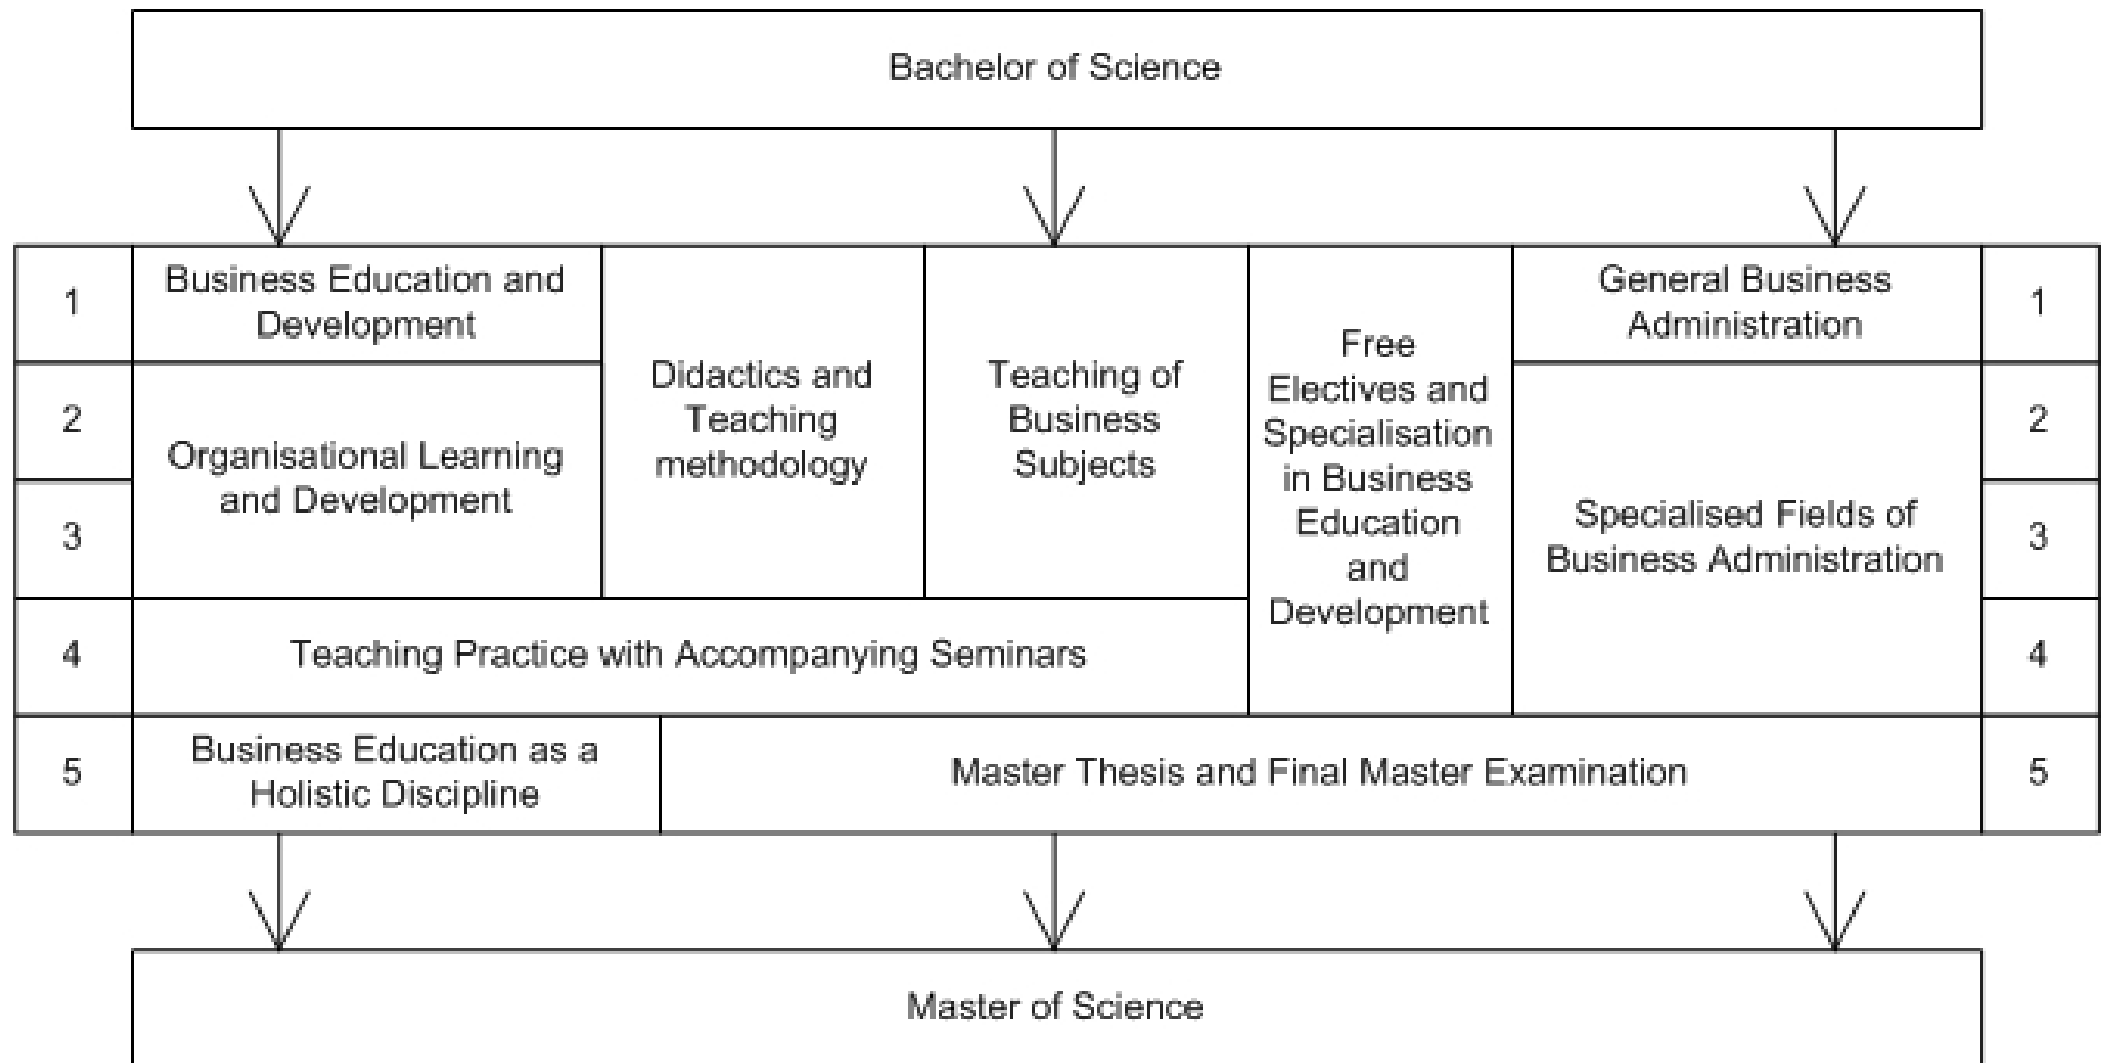 Bachelor of Science
1
Business Education and
Development
Didactics and
Teaching
methodology
Teaching of
Business
Subjects
Free
Electives and
Specialisation
in Business
Education
and
Development
General Business
Administration
1
2
Organisational Learning
and Development
Specialised Fields of
Business Administration
2
3
3
4
Teaching Practice with Accompanying Seminars
4
5
Business Education as a
Holistic Discipline
Master Thesis and Final Master Examination
5
Master of Science